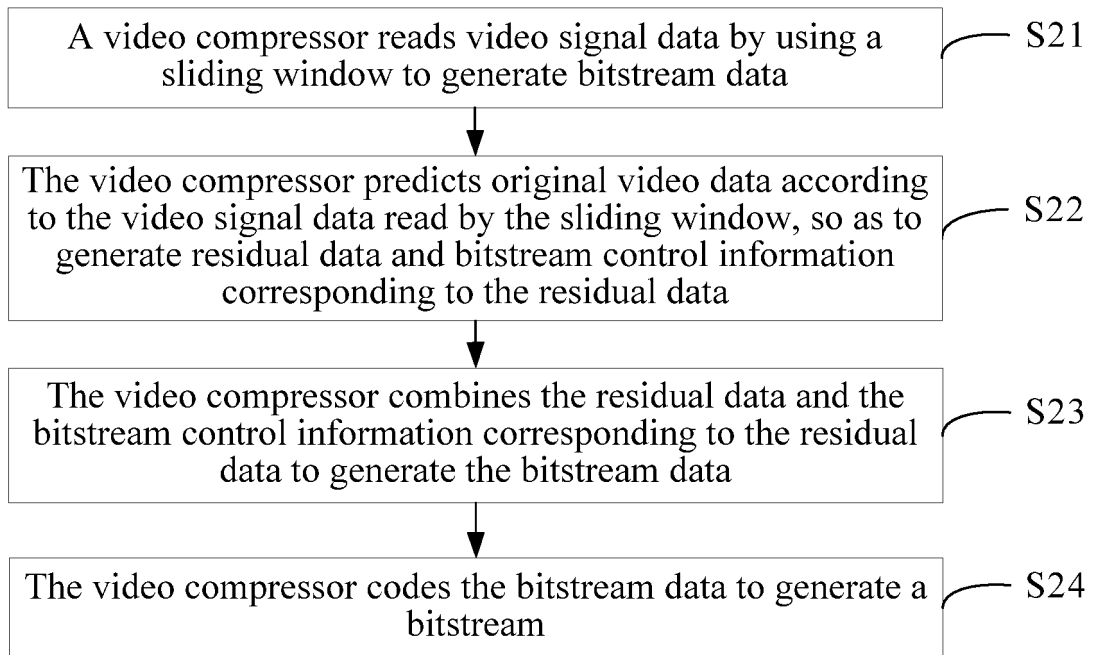 A video compressor reads video signal data by using a
sliding window to generate bitstream data
S21
The video compressor predicts original video data according
to the video signal data read by the sliding window, so as to
generate residual data and bitstream control information
corresponding to the residual data
S22
The video compressor combines the residual data and the
bitstream control information corresponding to the residual
data to generate the bitstream data
S23
The video compressor codes the bitstream data to generate a
bitstream
S24